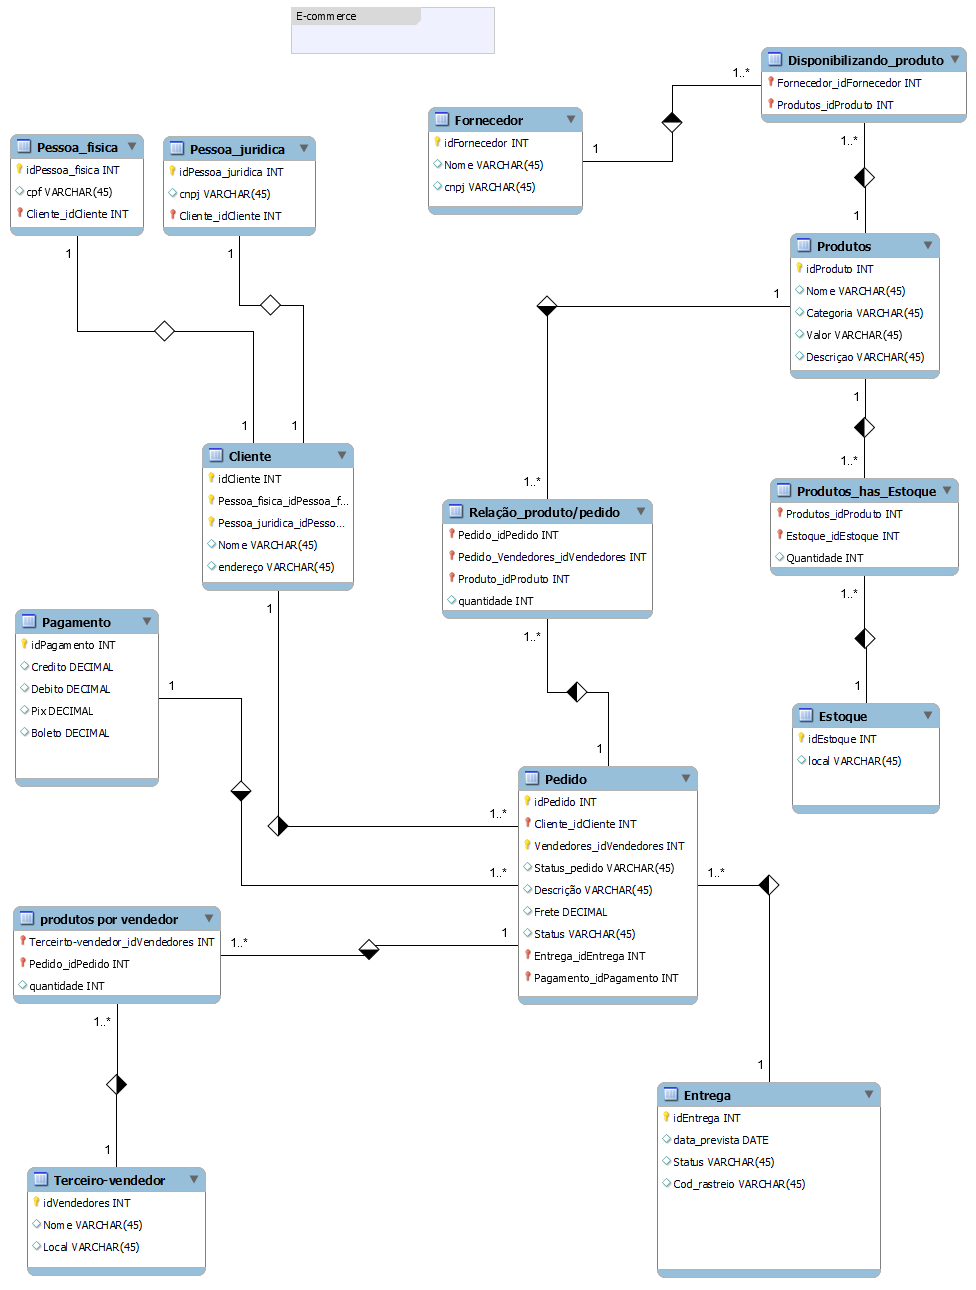 E-commerce
Disponibilizando_produto
Fornecedor_idFornecedor INT
Produtos_idProduto INT
1..*
Fornecedor
idFornecedor INT
Nome VARCHAR(45)
cnpj VARCHAR(45)
1
1..*
1
Pessoa_fisica
idPessoa_fisica INT
cpf VARCHAR(45)
Cliente_idCliente INT
1
Pessoa_juridica
idPessoa_juridica INT
cnpj VARCHAR(45)
Cliente_idCliente INT
1
Produtos
idProduto INT
Nome VARCHAR(45)
Categoria VARCHAR(45)
Valor VARCHAR(45)
Descriçao VARCHAR(45)
1
1
1..*
1
1
Cliente
idCliente INT
Pessoa_fisica_idPessoa_f...
Pessoa_juridica_idPesso...
Nome VARCHAR(45)
endereço VARCHAR(45)
1
1..*
Relação_produto/pedido
Pedido_idPedido INT
Pedido_Vendedores_idVendedores INT
Produto_idProduto INT
quantidade INT
1..*
1
Produtos_has_Estoque
Produtos_idProduto INT
Estoque_idEstoque INT
Quantidade INT
1..*
1
Estoque
idEstoque INT
local VARCHAR(45)
Pagamento
idPagamento INT
Credito DECIMAL
Debito DECIMAL
Pix DECIMAL
Boleto DECIMAL
1
1..*
1..*
1
Pedido
idPedido INT
Cliente_idCliente INT
Vendedores_idVendedores INT
Status_pedido VARCHAR(45)
Descrição VARCHAR(45)
Frete DECIMAL
Status VARCHAR(45)
Entrega_idEntrega INT
Pagamento_idPagamento INT
1..*
produtos por vendedor
Terceirto-vendedor_idVendedores INT
Pedido_idPedido INT
quantidade INT
1..*
1..*
1
1
Terceiro-vendedor
idVendedores INT
Nome VARCHAR(45)
Local VARCHAR(45)
Entrega
idEntrega INT
data_prevista DATE
Status VARCHAR(45)
Cod_rastreio VARCHAR(45)